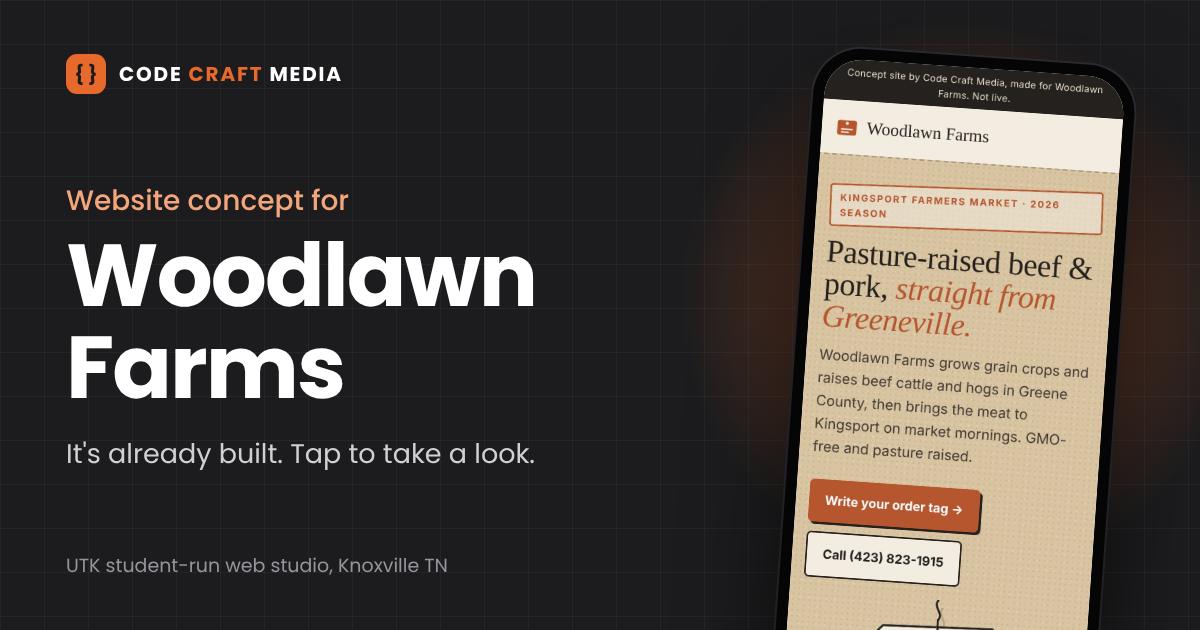 { } CODE CRAFT MEDIA
Website concept for
Woodlawn
Farms
It's already built. Tap to take a look.
UTK student-run web studio, Knoxville TN
Concept site by Code Craft Media, made for Woodlawn
Farms. Not live.
Woodlawn Farms
KINGSPORT FARMERS MARKET · 2026
SEASON
Pasture-raised beef &
pork, straight from
Greeneville.
Woodlawn Farms grows grain crops and
raises beef cattle and hogs in Greene
County, then brings the meat to
Kingsport on market mornings. GMO-
free and pasture raised.
Write your order tag →
Call (423) 823-1915